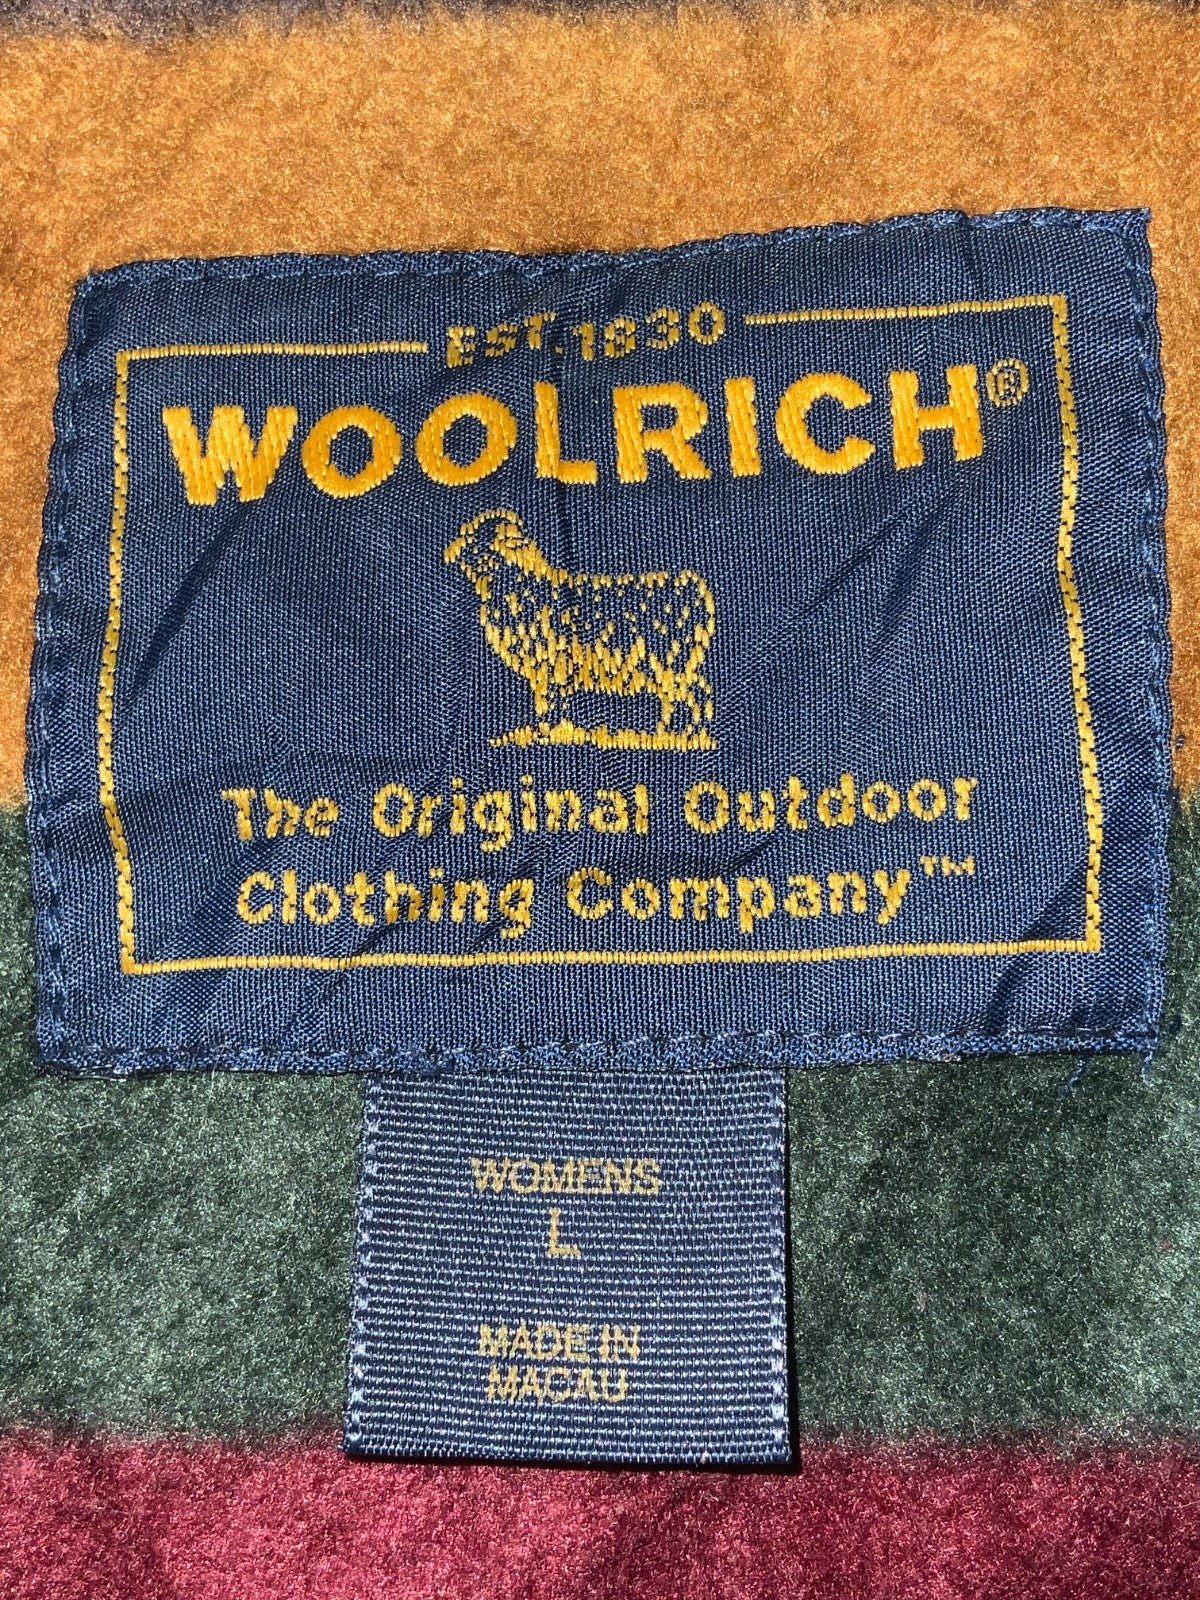 EST. 1830
WOOLRICH®
The Original Outdoor
Clothing Company™
WOMENS
L
MADE IN
MACAU